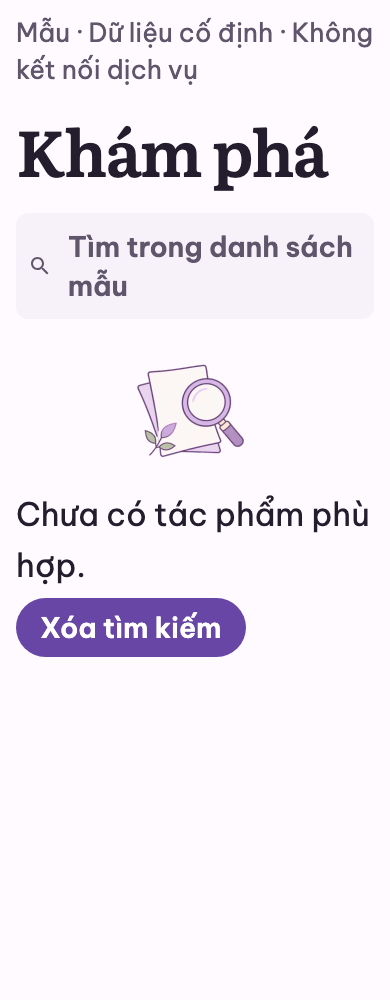 Mẫu · Dữ liệu cố định · Không
kết nối dịch vụ
Khám phá
Tìm trong danh sách
mẫu
Chưa có tác phẩm phù
hợp.
Xóa tìm kiếm